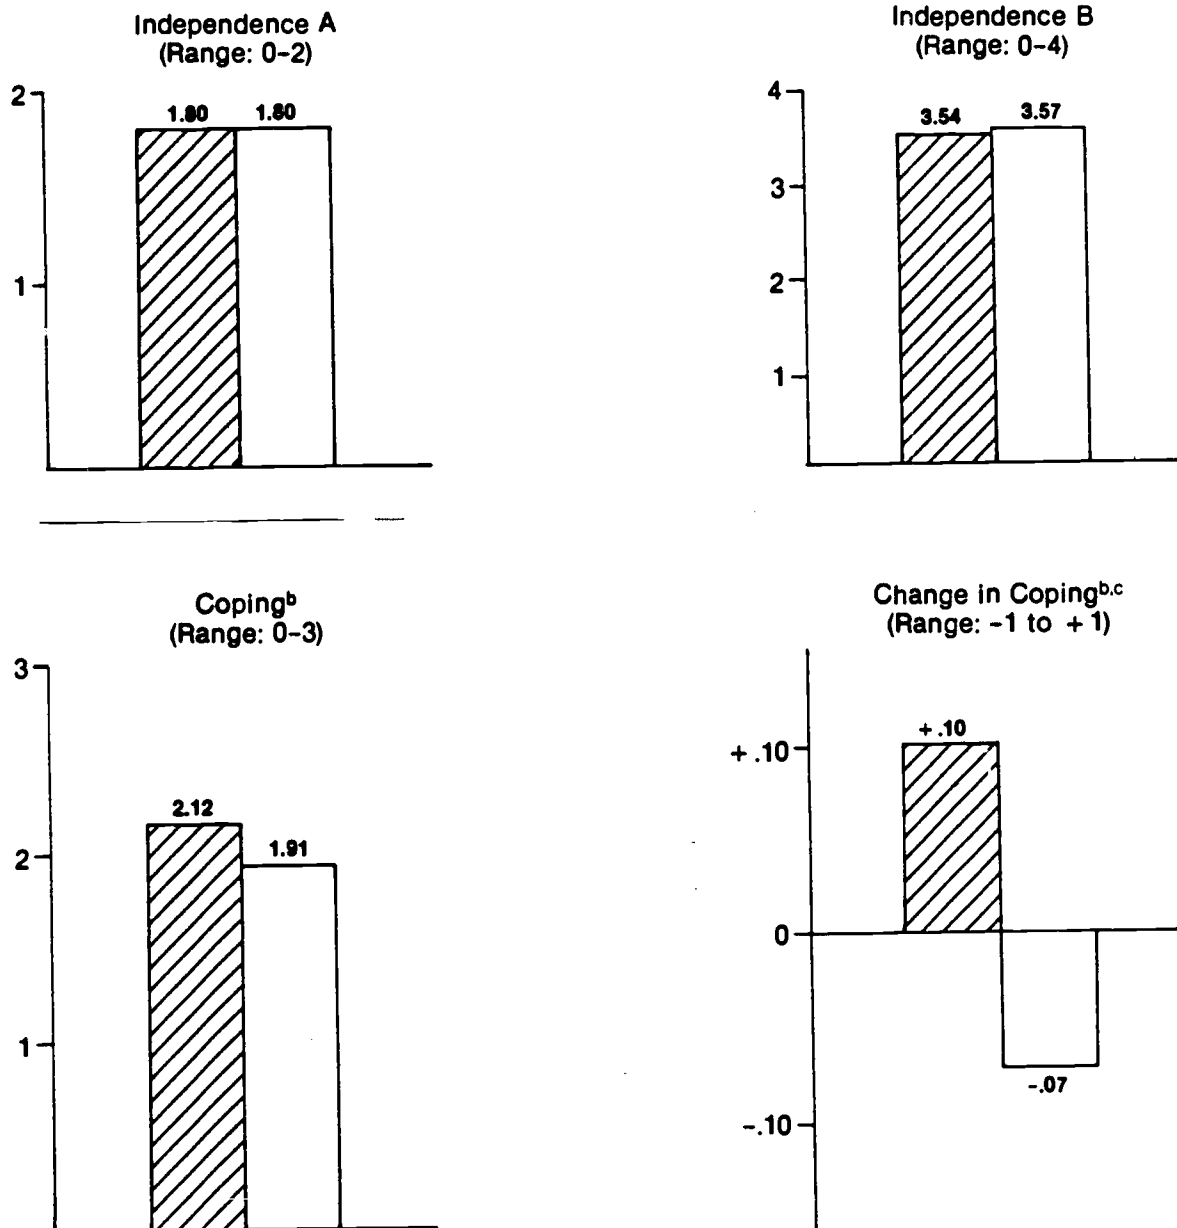 Independence A
(Range: 0-2)
2
1.80 1.80
1
Independence B
(Range: 0-4)
4
3.54 3.57
3
2
1
Coping^b
(Range: 0-3)
3
2.12
1.91
2
1
Change in Coping^b,c
(Range: -1 to +1)
+.10
+.10
0
-.07
-.10